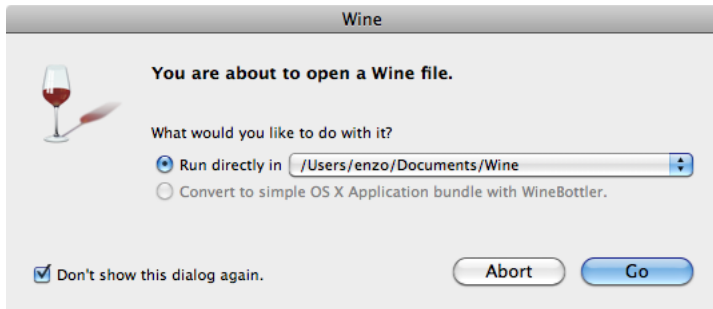 Wine
You are about to open a Wine file.
What would you like to do with it?
Run directly in /Users/enzo/Documents/Wine
Convert to simple OS X Application bundle with WineBottler.
Don't show this dialog again.
Abort Go